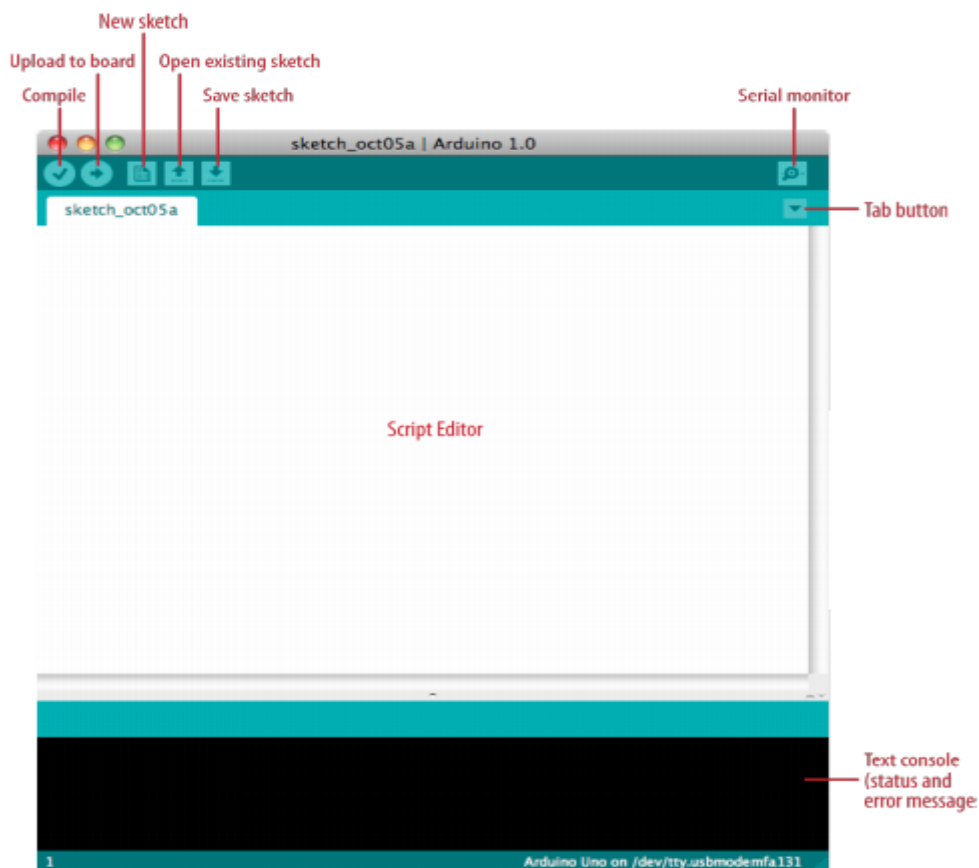 New sketch
Upload to board
Open existing sketch
Compile
Save sketch
Serial monitor
sketch_oct05a | Arduino 1.0
sketch_oct05a
Tab button
Script Editor
Text console
(status and
error message
1
Arduino Uno on /dev/tty.usbmodemfa131